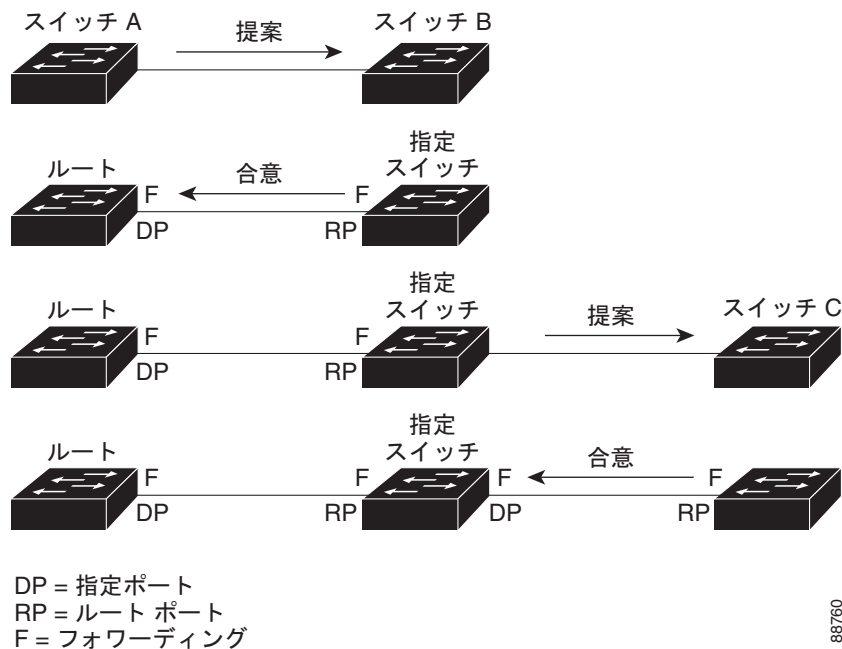 スイッチ A
提案
スイッチ B
ルート
合意
指定
スイッチ
F
F
DP
RP
ルート
指定
スイッチ
提案
スイッチ C
F
F
DP
RP
ルート
指定
スイッチ
合意
F
F
F
F
DP
RP
DP
RP
DP = 指定ポート
RP = ルート ポート
F = フォワーディング
88760